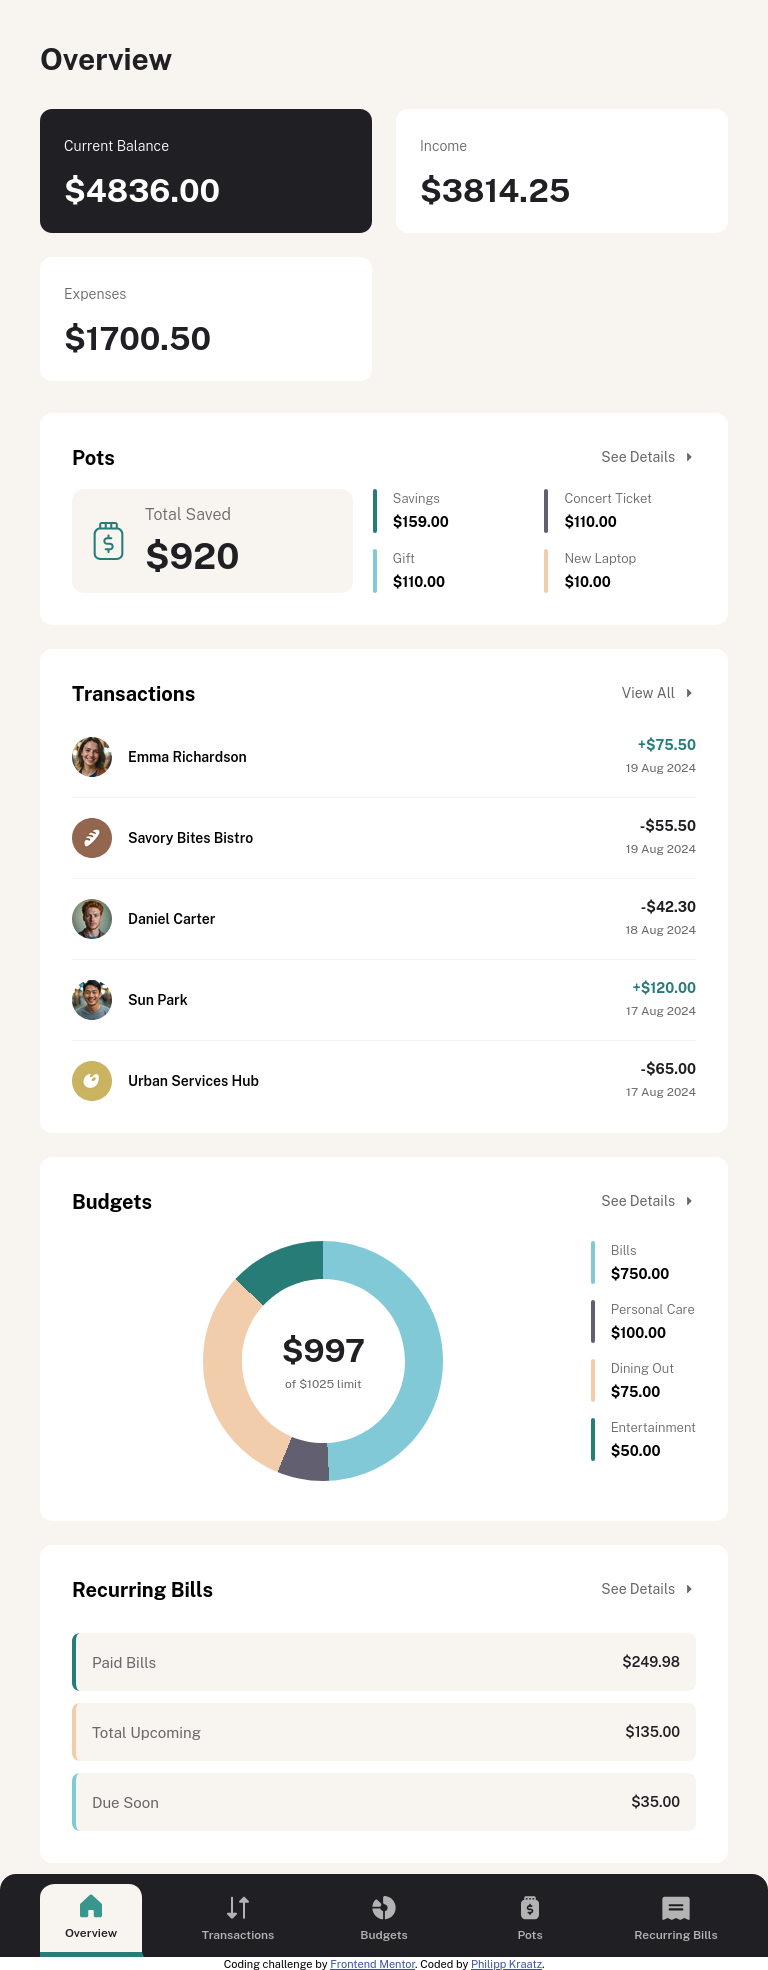 Overview
Current Balance
$4836.00
Income
$3814.25
Expenses
$1700.50
Pots
See Details
Total Saved
$920
Savings
$159.00
Concert Ticket
$110.00
Gift
$110.00
New Laptop
$10.00
Transactions
View All
Emma Richardson
+$75.50
19 Aug 2024
Savory Bites Bistro
-$55.50
19 Aug 2024
Daniel Carter
-$42.30
18 Aug 2024
Sun Park
+$120.00
17 Aug 2024
Urban Services Hub
-$65.00
17 Aug 2024
Budgets
See Details
$997
of $1025 limit
Bills
$750.00
Personal Care
$100.00
Dining Out
$75.00
Entertainment
$50.00
Recurring Bills
See Details
Paid Bills
$249.98
Total Upcoming
$135.00
Due Soon
$35.00
Overview
Transactions
Budgets
Pots
Recurring Bills
Coding challenge by Frontend Mentor. Coded by Philipp Kraatz.